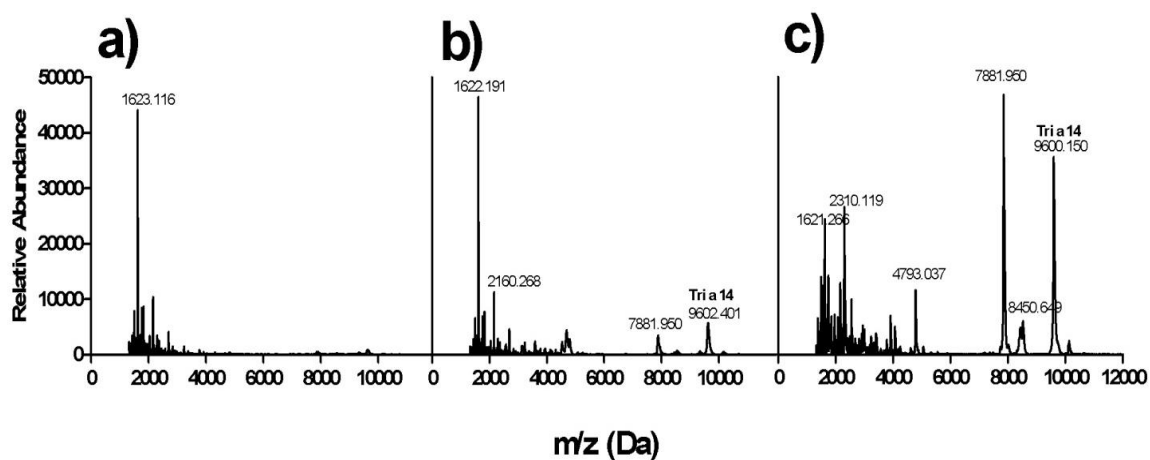 a)
b)
c)
50000
40000
30000
20000
10000
0
Relative Abundance
1623.116
1622.191
2160.268
7881.950
Tri a 14
9602.401
7881.950
Tri a 14
9600.150
2310.119
1621.266
4793.037
8450.649
0 2000 4000 6000 8000 10000
0 2000 4000 6000 8000 10000
0 2000 4000 6000 8000 10000 12000
m/z (Da)